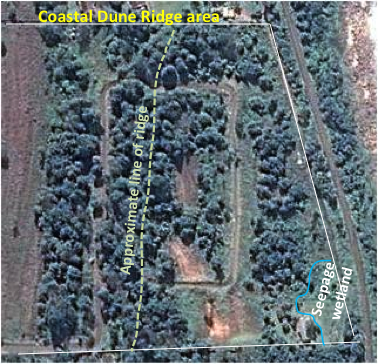 Coastal Dune Ridge area
Approximate line of ridge
Seepage
wetland